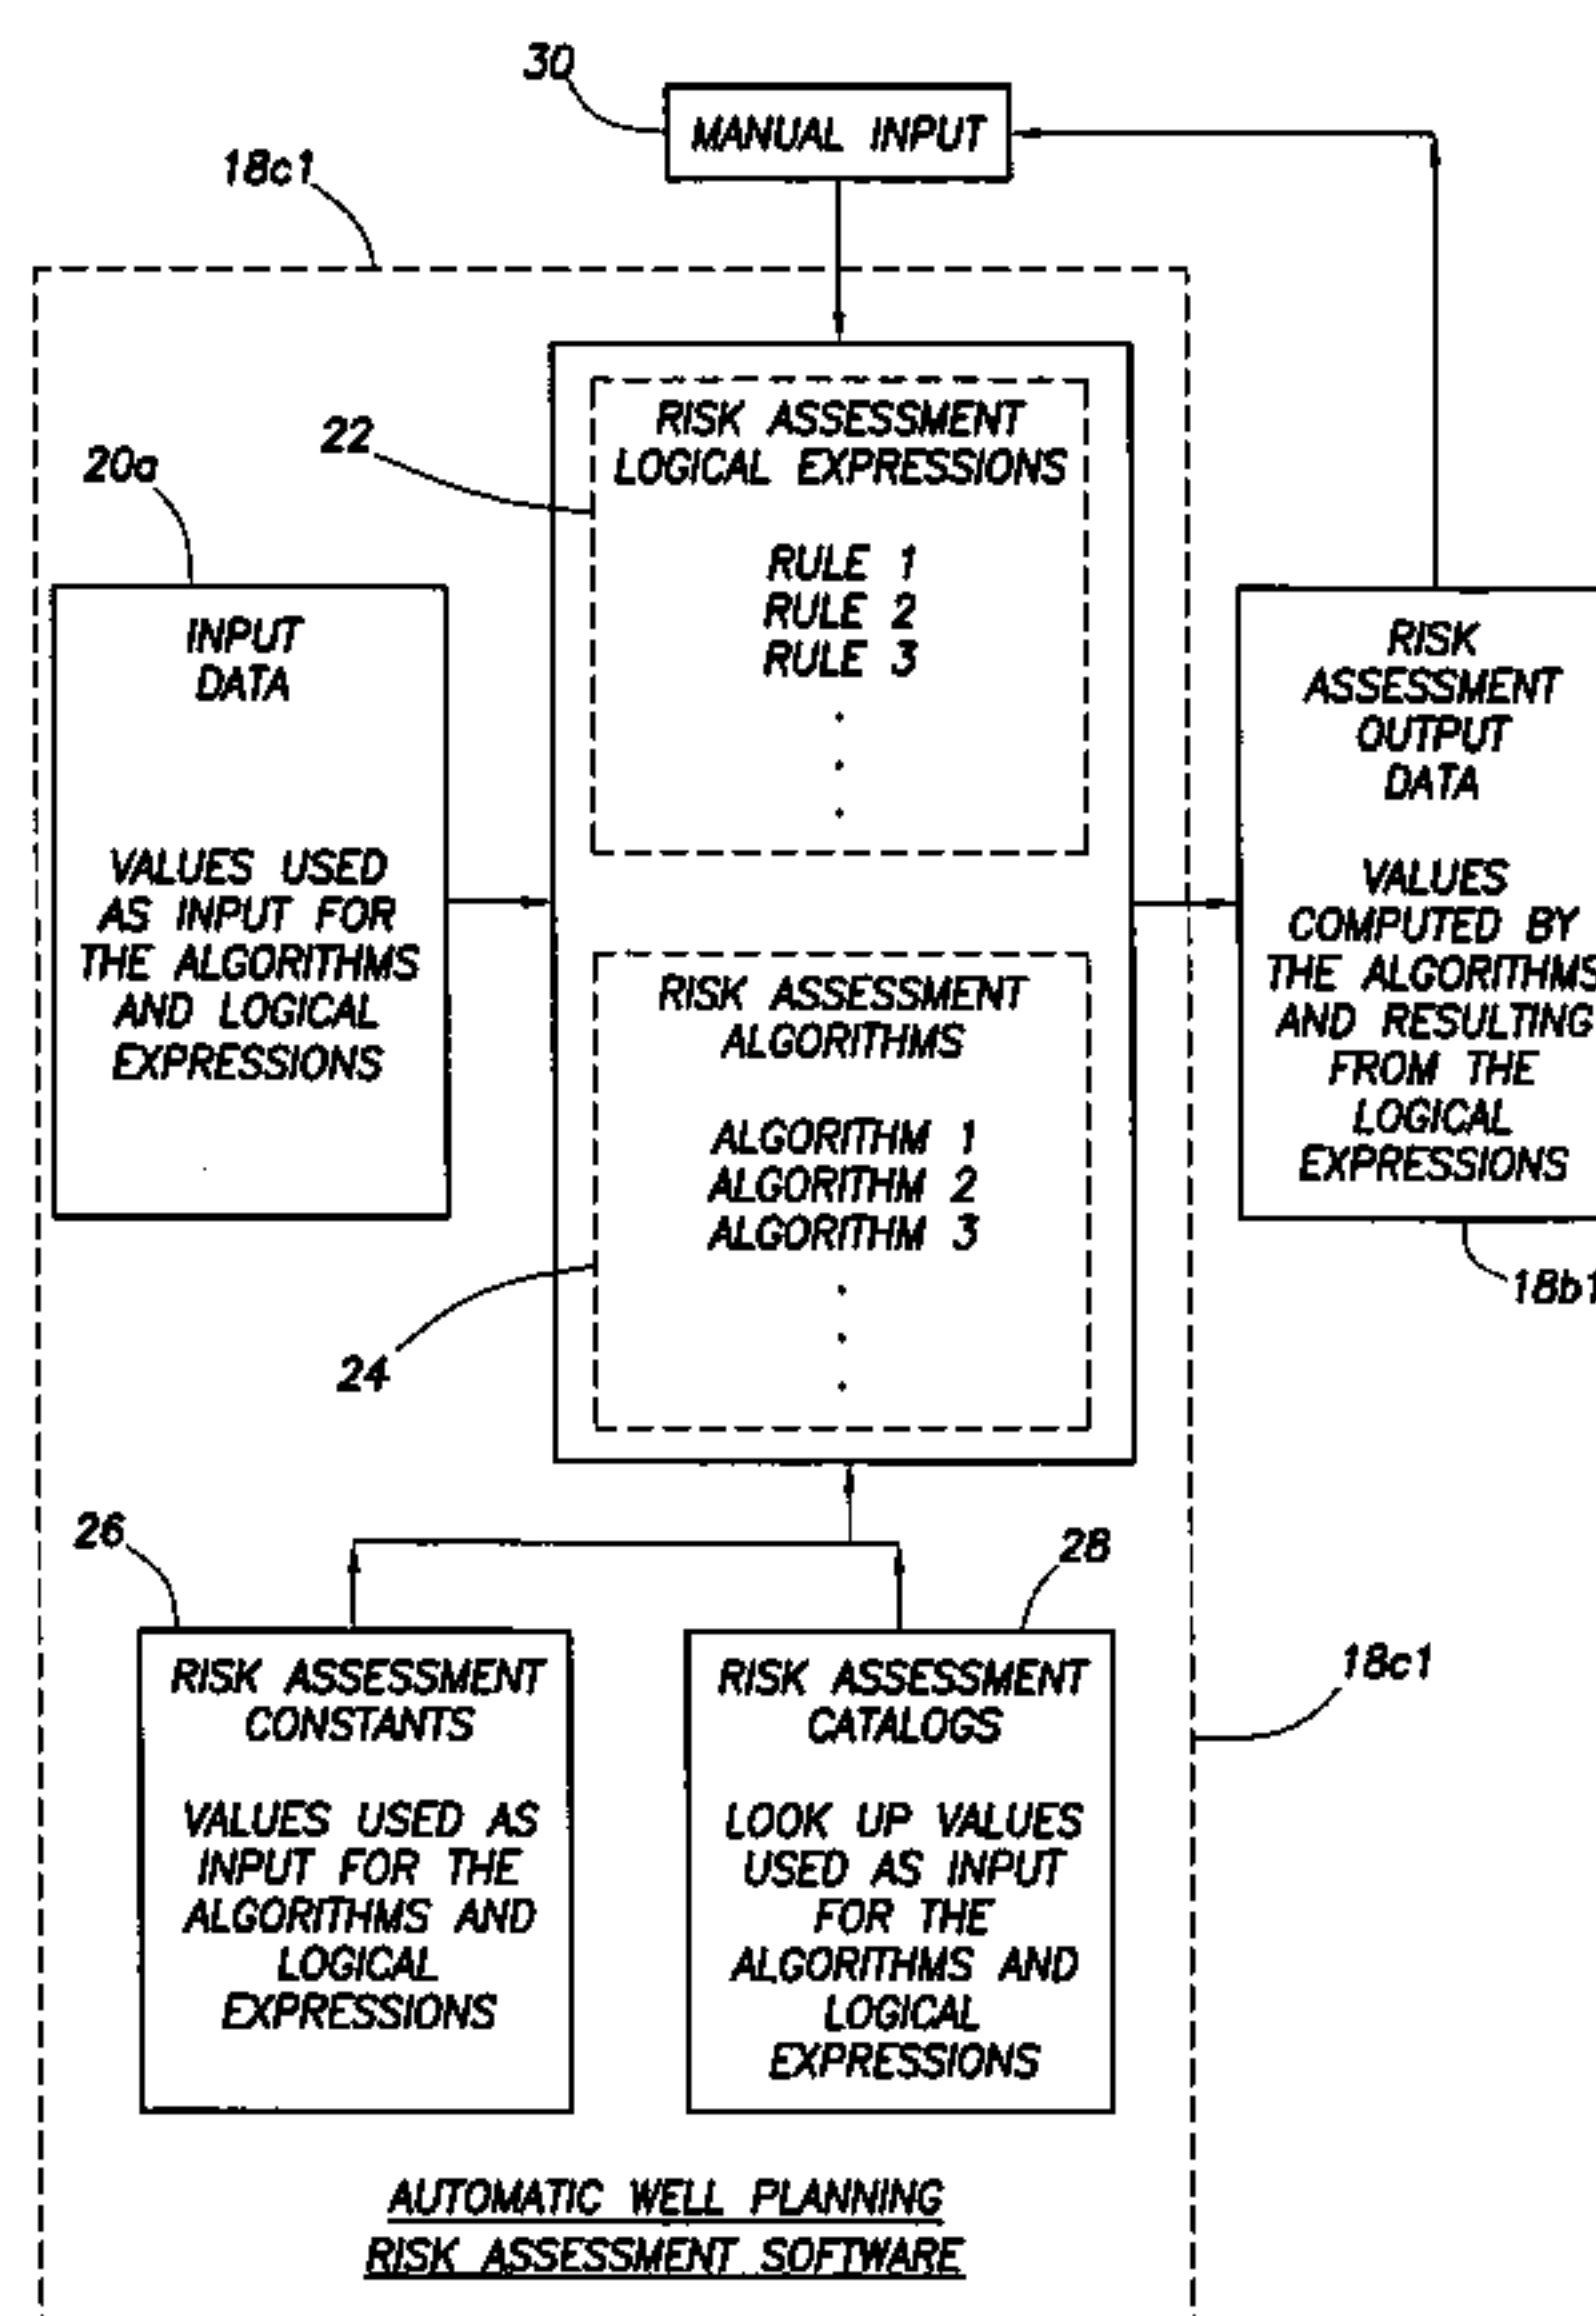 30
MANUAL INPUT
18c1
22
RISK ASSESSMENT
LOGICAL EXPRESSIONS
RULE 1
RULE 2
RULE 3
.
.
.
20a
INPUT
DATA
VALUES USED
AS INPUT FOR
THE ALGORITHMS
AND LOGICAL
EXPRESSIONS
RISK ASSESSMENT
ALGORITHMS
ALGORITHM 1
ALGORITHM 2
ALGORITHM 3
.
.
.
24
RISK
ASSESSMENT
OUTPUT
DATA
VALUES
COMPUTED BY
THE ALGORITHMS
AND RESULTING
FROM THE
LOGICAL
EXPRESSIONS
18b1
26
RISK ASSESSMENT
CONSTANTS
VALUES USED AS
INPUT FOR THE
ALGORITHMS AND
LOGICAL
EXPRESSIONS
28
RISK ASSESSMENT
CATALOGS
LOOK UP VALUES
USED AS INPUT
FOR THE
ALGORITHMS AND
LOGICAL
EXPRESSIONS
18c1
AUTOMATIC WELL PLANNING
RISK ASSESSMENT SOFTWARE